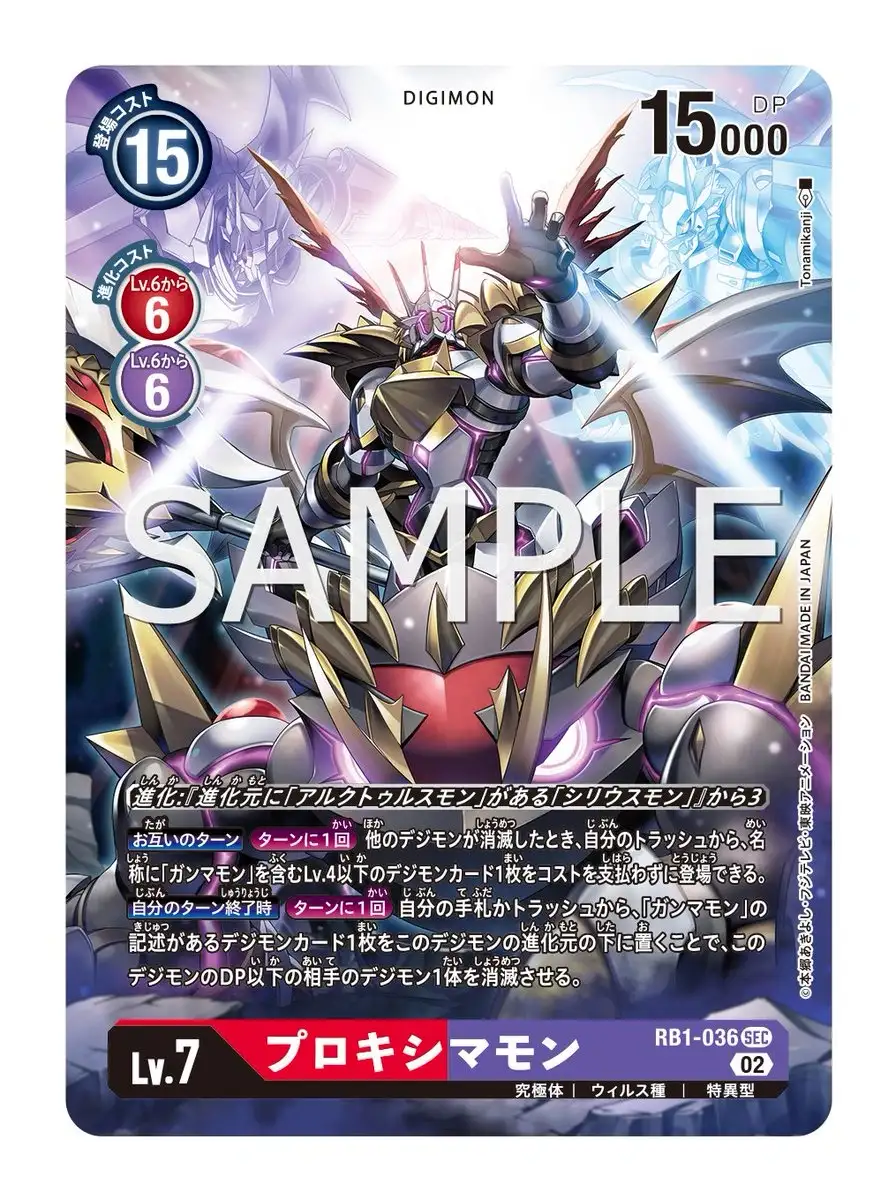 DIGIMON
登場コスト
15
DP
15000
進化コスト
Lv.6から
6
Lv.6から
6
Tonamikanji
SAMPLE
進化:『進化元に「アルクトゥルスモン」がある「シリウスモン」』から3
お互いのターン ターンに1回 他のデジモンが消滅したとき、自分のトラッシュから、名
称に「ガンマモン」を含むLv.4以下のデジモンカード1枚をコストを支払わずに登場できる。
自分のターン終了時 ターンに1回 自分の手札かトラッシュから、「ガンマモン」の
記述があるデジモンカード1枚をこのデジモンの進化元の下に置くことで、この
デジモンのDP以下の相手のデジモン1体を消滅させる。
©本郷あきよし・フジテレビ・東映アニメーション BANDAI MADE IN JAPAN
Lv.7
プロキシマモン
RB1-036 SEC
02
究極体 | ウィルス種 | 特異型